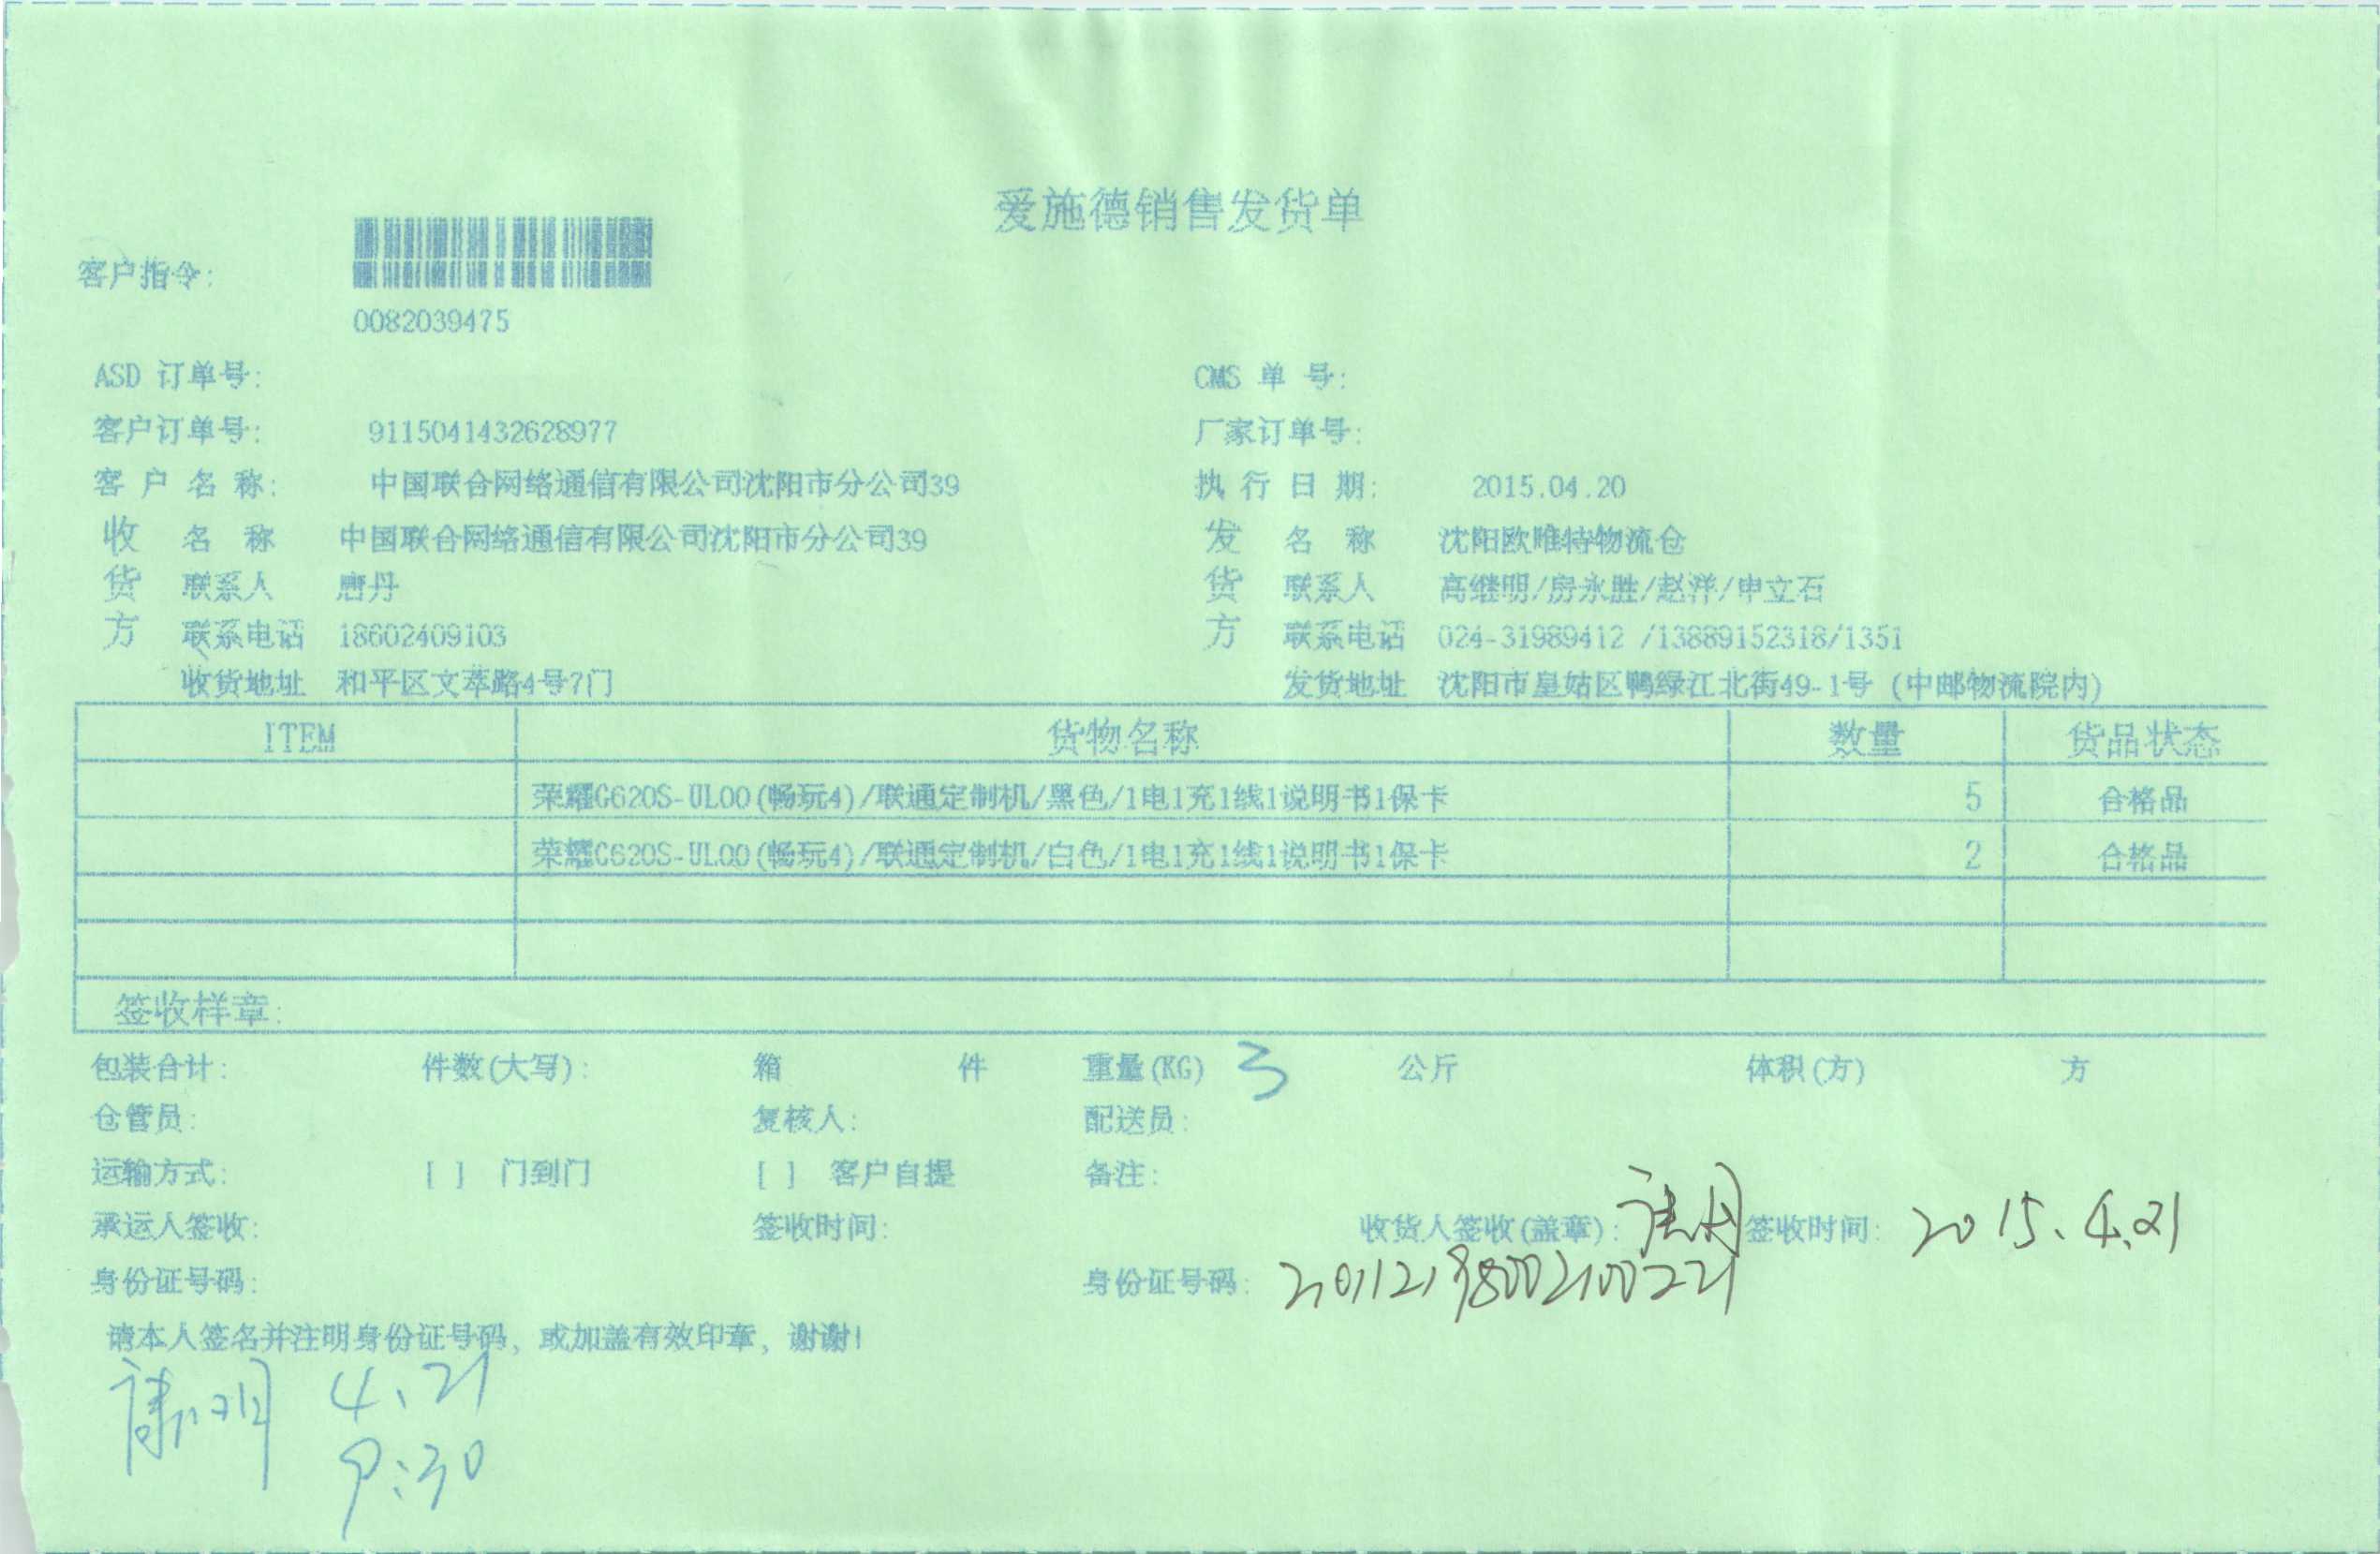 爱施德销售发货单
客户指令:
0082039475
ASD 订单号: CMS 单 号:
客户订单号: 9115041432628977 厂家订单号:
客 户 名 称: 中国联合网络通信有限公司沈阳市分公司39 执 行 日 期: 2015.04.20
收 名 称 中国联合网络通信有限公司沈阳市分公司39 发 名 称 沈阳欧唯特物流仓
货 联系人 唐丹 货 联系人 高继明/房永胜/赵洋/申立石
方 联系电话 18602409103 方 联系电话 024-31989412 /13889152318/1351
收货地址 和平区文萃路4号7门 发货地址 沈阳市皇姑区鸭绿江北街49-1号 (中邮物流院内)
ITEM 货物名称 数量 货品状态
荣耀G620S-UL00(畅玩4)/联通定制机/黑色/1电1充1线1说明书1保卡 5 合格品
荣耀G620S-UL00(畅玩4)/联通定制机/白色/1电1充1线1说明书1保卡 2 合格品
签收样章:
包装合计: 件数(大写): 箱 件 重量(KG) 3 公斤 体积(方) 方
仓管员: 复核人: 配送员:
运输方式: [ ] 门到门 [ ] 客户自提 备注:
承运人签收: 签收时间: 收货人签收(盖章): 签收时间: 2015.4.21
身份证号码: 身份证号码:
请本人签名并注明身份证号码, 或加盖有效印章, 谢谢!
4.21
9:30